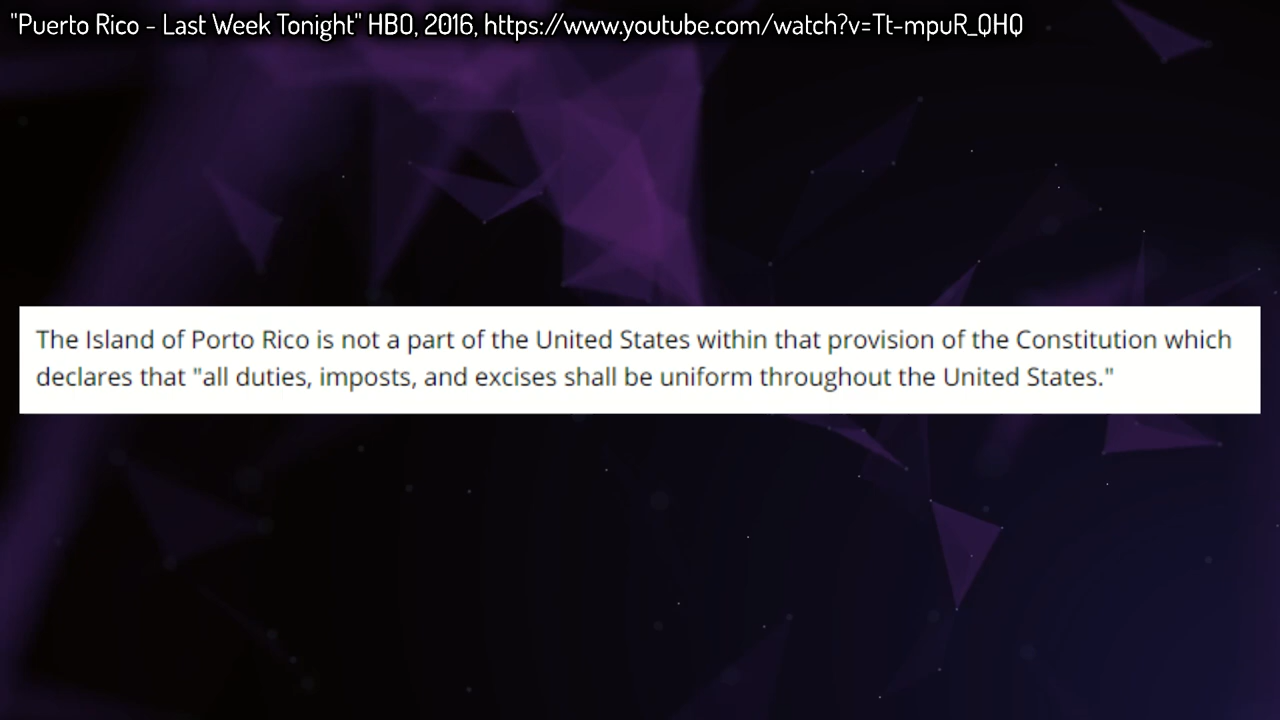 "Puerto Rico - Last Week Tonight" HBO, 2016, https://www.youtube.com/watch?v=Tt-mpuR_QHQ
The Island of Porto Rico is not a part of the United States within that provision of the Constitution which
declares that "all duties, imposts, and excises shall be uniform throughout the United States."